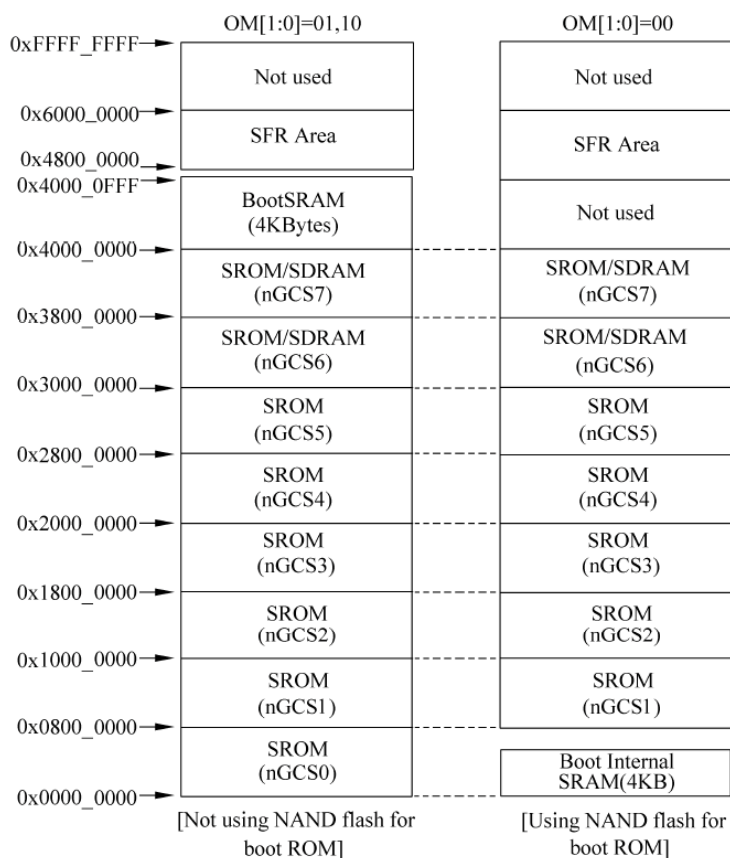 OM[1:0]=01,10
OM[1:0]=00
0xFFFF_FFFF
Not used
Not used
0x6000_0000
SFR Area
SFR Area
0x4800_0000
0x4000_0FFF
BootSRAM
(4KBytes)
Not used
0x4000_0000
SROM/SDRAM
(nGCS7)
SROM/SDRAM
(nGCS7)
0x3800_0000
SROM/SDRAM
(nGCS6)
SROM/SDRAM
(nGCS6)
0x3000_0000
SROM
(nGCS5)
SROM
(nGCS5)
0x2800_0000
SROM
(nGCS4)
SROM
(nGCS4)
0x2000_0000
SROM
(nGCS3)
SROM
(nGCS3)
0x1800_0000
SROM
(nGCS2)
SROM
(nGCS2)
0x1000_0000
SROM
(nGCS1)
SROM
(nGCS1)
0x0800_0000
SROM
(nGCS0)
Boot Internal
SRAM(4KB)
0x0000_0000
[Not using NAND flash for
boot ROM]
[Using NAND flash for
boot ROM]